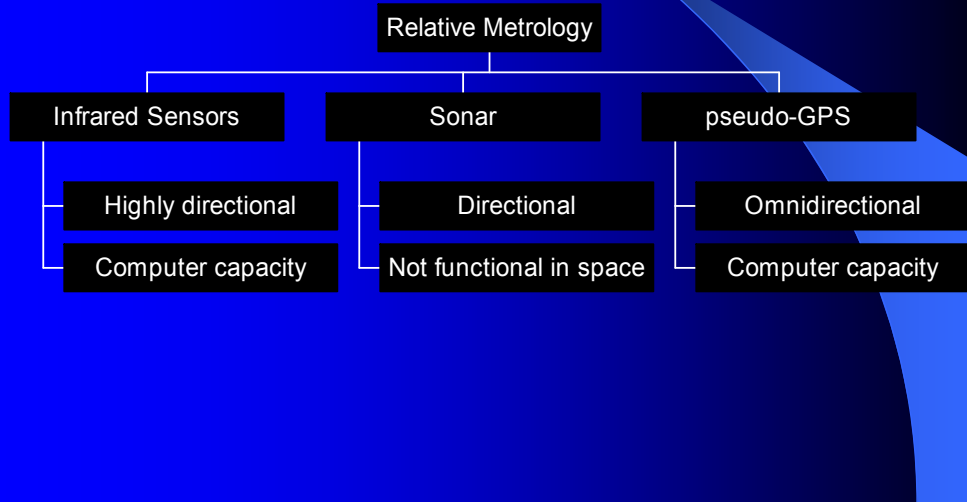 Relative Metrology
Infrared Sensors
Sonar
pseudo-GPS
Highly directional
Directional
Omnidirectional
Computer capacity
Not functional in space
Computer capacity